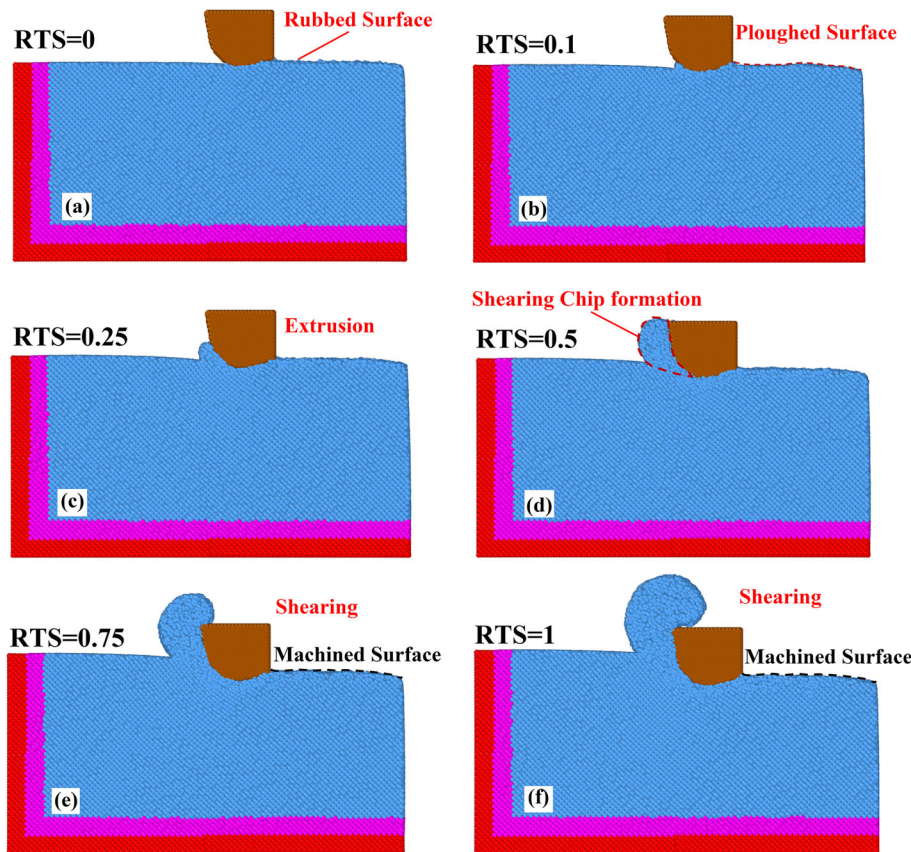 RTS=0
Rubbed Surface
(a)
RTS=0.1
Ploughed Surface
(b)
RTS=0.25
Extrusion
(c)
Shearing Chip formation
RTS=0.5
(d)
Shearing
RTS=0.75
Machined Surface
(e)
Shearing
RTS=1
Machined Surface
(f)